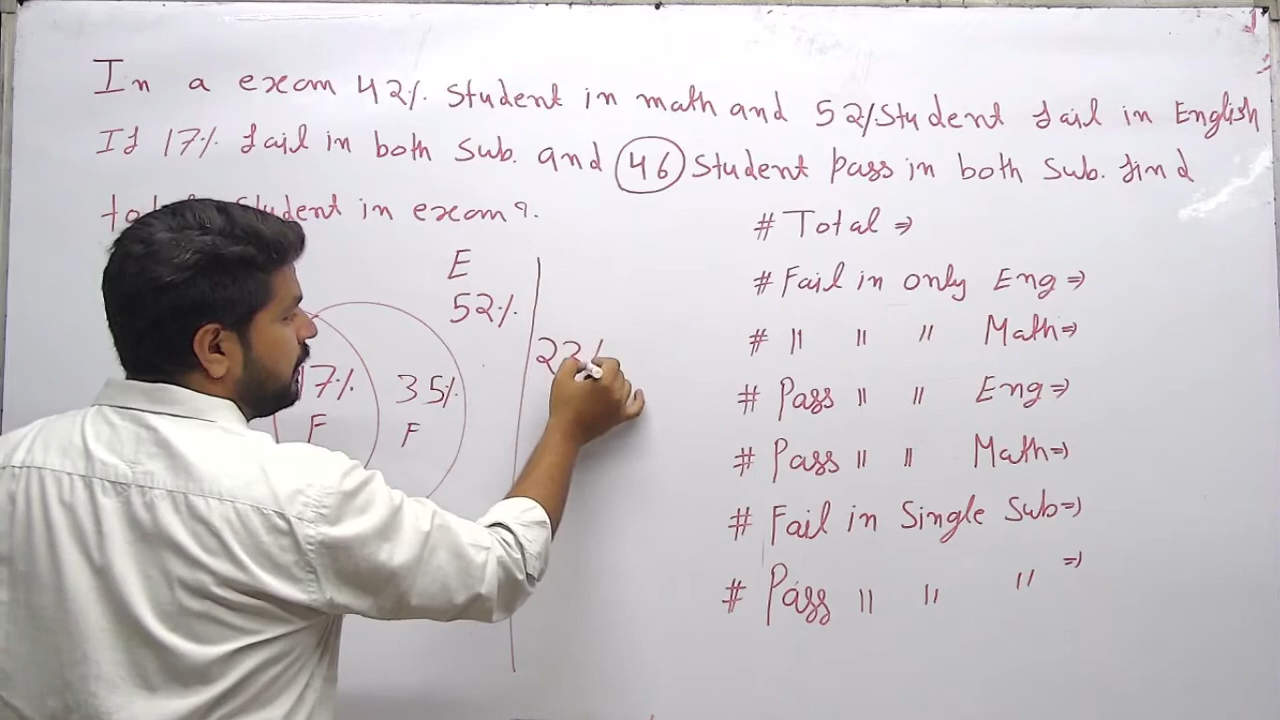 In a exam 42% Student in math and 52% Student fail in English
If 17% fail in both Sub. and 46 Student pass in both Sub. find
Student in exam?.
# Total ⇒
E
# Fail in only Eng ⇒
52%.
# 〃 〃 〃 Math ⇒
17%
35%
# Pass 〃 〃 Eng ⇒
F
F
# Pass 〃 〃 Math ⇒
# Fail in Single Sub ⇒
# Pass 〃 〃 〃 ⇒